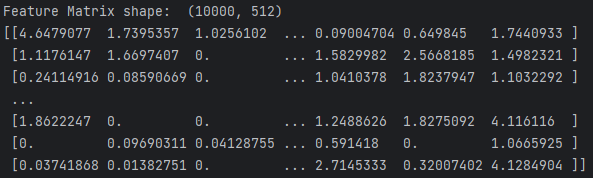 Feature Matrix shape:  (10000, 512)
[[4.6479077  1.7395357  1.0256102  ... 0.09004704 0.649845   1.7440933 ]
 [1.1176147  1.6697407  0.         ... 1.5829982  2.5668185  1.4982321 ]
 [0.24114916 0.08590669 0.         ... 1.0410378  1.8237947  1.1032292 ]
 ...
 [1.8622247  0.         0.         ... 1.2488626  1.8275092  4.116116  ]
 [0.         0.09690311 0.04128755 ... 0.591418   0.         1.0665925 ]
 [0.03741868 0.01382751 0.         ... 2.7145333  0.32007402 4.1284904 ]]